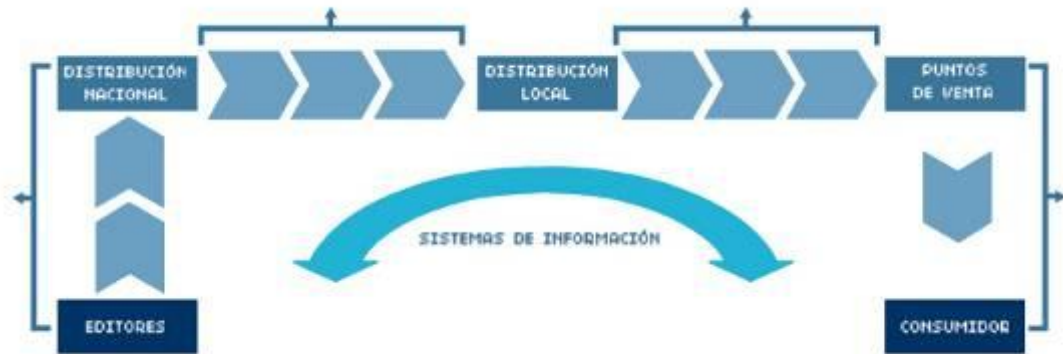 DISTRIBUCIÓN
NACIONAL
DISTRIBUCIÓN
LOCAL
PUNTOS
DE VENTA
SISTEMAS DE INFORMACIÓN
EDITORES
CONSUMIDOR